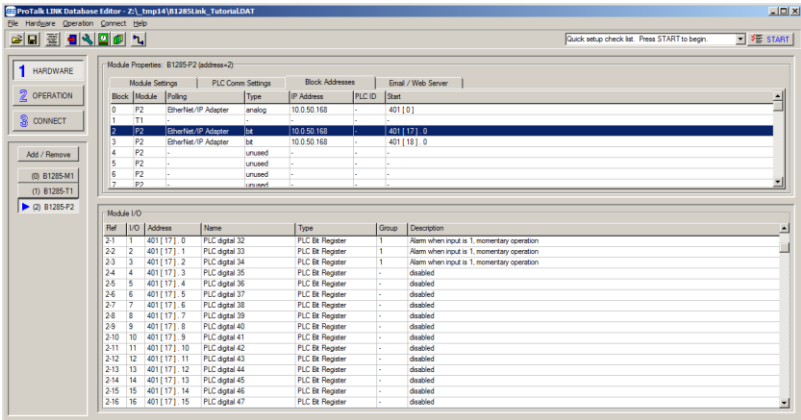 ProTalk LINK Database Editor - Z:\_tmp14\B1285Link_Tutorial.DAT
File Hardware Operation Connect Help
Quick setup check list. Press START to begin. START
1 HARDWARE
2 OPERATION
3 CONNECT
Add / Remove
(0) B1285-M1
(1) B1285-T1
(2) B1285-P2
Module Properties: B1285-P2 (address=2)
Module Settings PLC Comm Settings Block Addresses Email / Web Server
Block Module Polling Type IP Address PLC ID Start
0 P2 EtherNet/IP Adapter analog 10.0.50.168 - 401 [ 0 ]
1 T1 - - - - -
2 P2 EtherNet/IP Adapter bit 10.0.50.168 - 401 [ 17 ] . 0
3 P2 EtherNet/IP Adapter bit 10.0.50.168 - 401 [ 18 ] . 0
4 P2 - unused - - -
5 P2 - unused - - -
6 P2 - unused - - -
7 P2 - unused - - -
Module I/O
Ref I/O Address Name Type Group Description
2-1 1 401 [ 17 ] . 0 PLC digital 32 PLC Bit Register 1 Alarm when input is 1, momentary operation
2-2 2 401 [ 17 ] . 1 PLC digital 33 PLC Bit Register 1 Alarm when input is 1, momentary operation
2-3 3 401 [ 17 ] . 2 PLC digital 34 PLC Bit Register 1 Alarm when input is 1, momentary operation
2-4 4 401 [ 17 ] . 3 PLC digital 35 PLC Bit Register - disabled
2-5 5 401 [ 17 ] . 4 PLC digital 36 PLC Bit Register - disabled
2-6 6 401 [ 17 ] . 5 PLC digital 37 PLC Bit Register - disabled
2-7 7 401 [ 17 ] . 6 PLC digital 38 PLC Bit Register - disabled
2-8 8 401 [ 17 ] . 7 PLC digital 39 PLC Bit Register - disabled
2-9 9 401 [ 17 ] . 8 PLC digital 40 PLC Bit Register - disabled
2-10 10 401 [ 17 ] . 9 PLC digital 41 PLC Bit Register - disabled
2-11 11 401 [ 17 ] . 10 PLC digital 42 PLC Bit Register - disabled
2-12 12 401 [ 17 ] . 11 PLC digital 43 PLC Bit Register - disabled
2-13 13 401 [ 17 ] . 12 PLC digital 44 PLC Bit Register - disabled
2-14 14 401 [ 17 ] . 13 PLC digital 45 PLC Bit Register - disabled
2-15 15 401 [ 17 ] . 14 PLC digital 46 PLC Bit Register - disabled
2-16 16 401 [ 17 ] . 15 PLC digital 47 PLC Bit Register - disabled